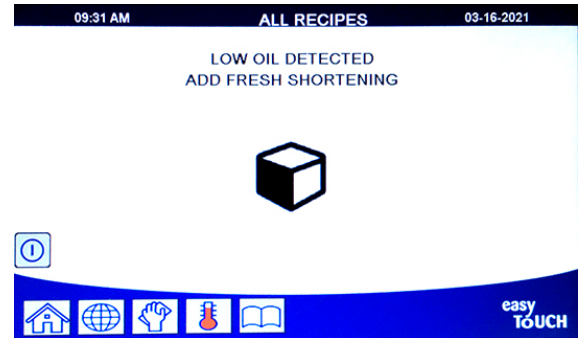 09:31 AM ALL RECIPES 03-16-2021
LOW OIL DETECTED
ADD FRESH SHORTENING
easy
TOUCH